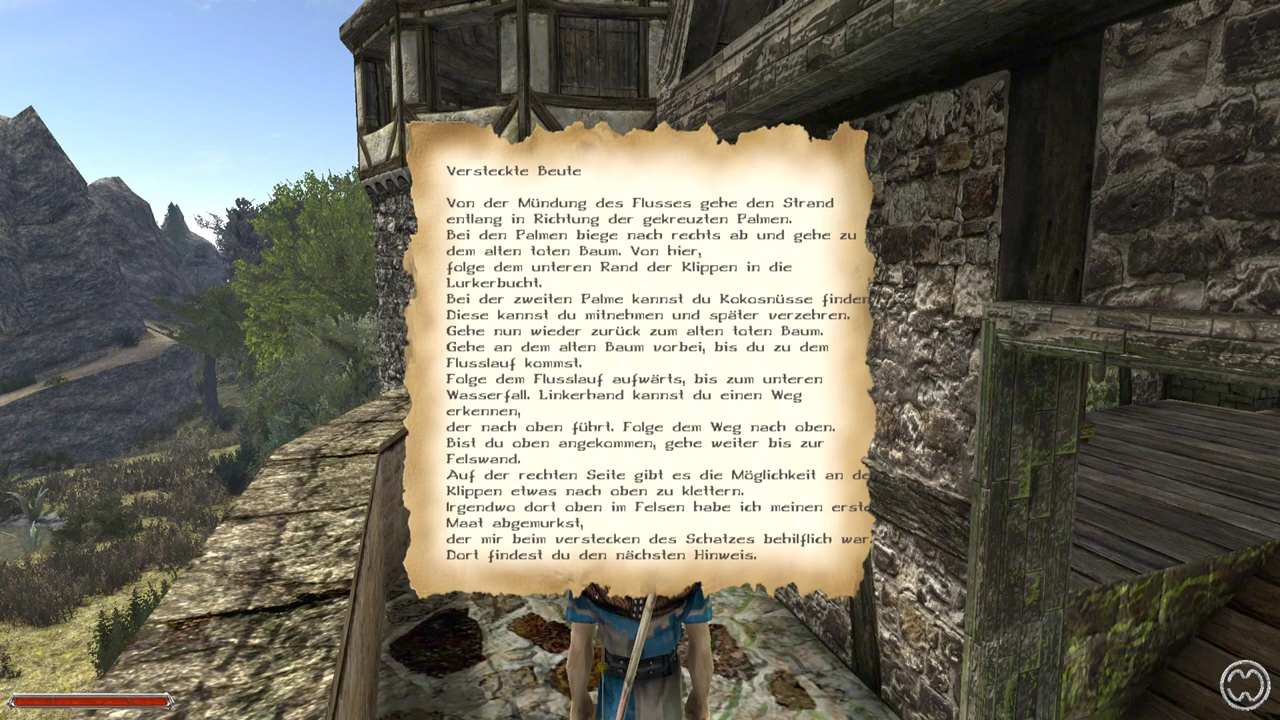 Versteckte Beute
Von der Mündung des Flusses gehe den Strand
entlang in Richtung der gekreuzten Palmen.
Bei den Palmen biege nach rechts ab und gehe zu
dem alten toten Baum. Von hier,
folge dem unteren Rand der Klippen in die
Lurkerbucht.
Bei der zweiten Palme kannst du Kokosnüsse finden
Diese kannst du mitnehmen und später verzehren.
Gehe nun wieder zurück zum alten toten Baum.
Gehe an dem alten Baum vorbei, bis du zu dem
Flusslauf kommst.
Folge dem Flusslauf aufwärts, bis zum unteren
Wasserfall. Linkerhand kannst du einen Weg
erkennen,
der nach oben führt. Folge dem Weg nach oben.
Bist du oben angekommen, gehe weiter bis zur
Felswand.
Auf der rechten Seite gibt es die Möglichkeit an de
Klippen etwas nach oben zu klettern.
Irgendwo dort oben im Felsen habe ich meinen erste
Maat abgemurkst,
der mir beim verstecken des Schatzes behilflich war
Dort findest du den nächsten Hinweis.